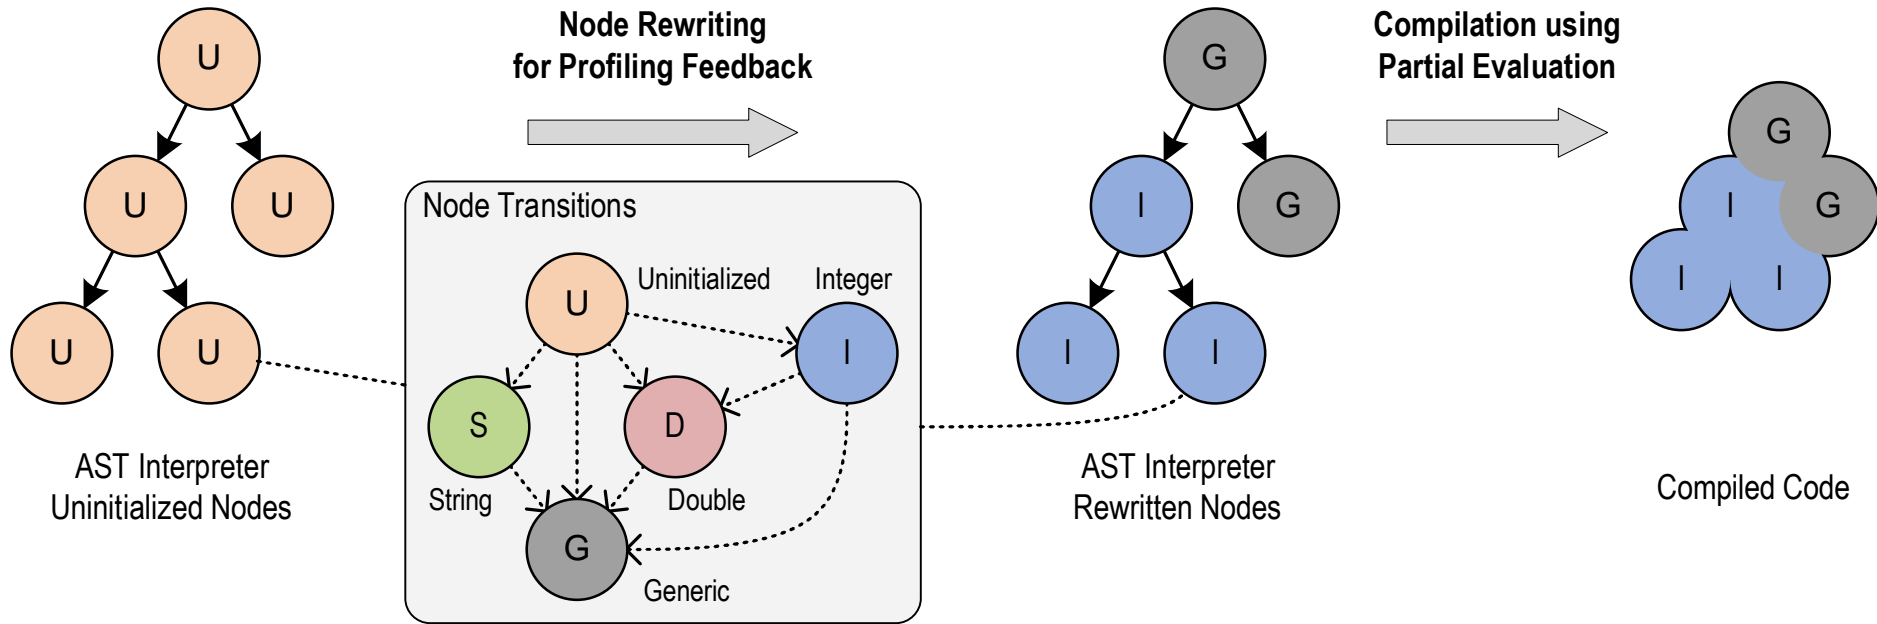 U
U
U
U
U
AST Interpreter
Uninitialized Nodes
Node Rewriting
for Profiling Feedback
Node Transitions
U
Uninitialized
Integer
I
S
D
String
Double
G
Generic
G
I
G
I
I
AST Interpreter
Rewritten Nodes
Compilation using
Partial Evaluation
G
I
G
I
I
Compiled Code